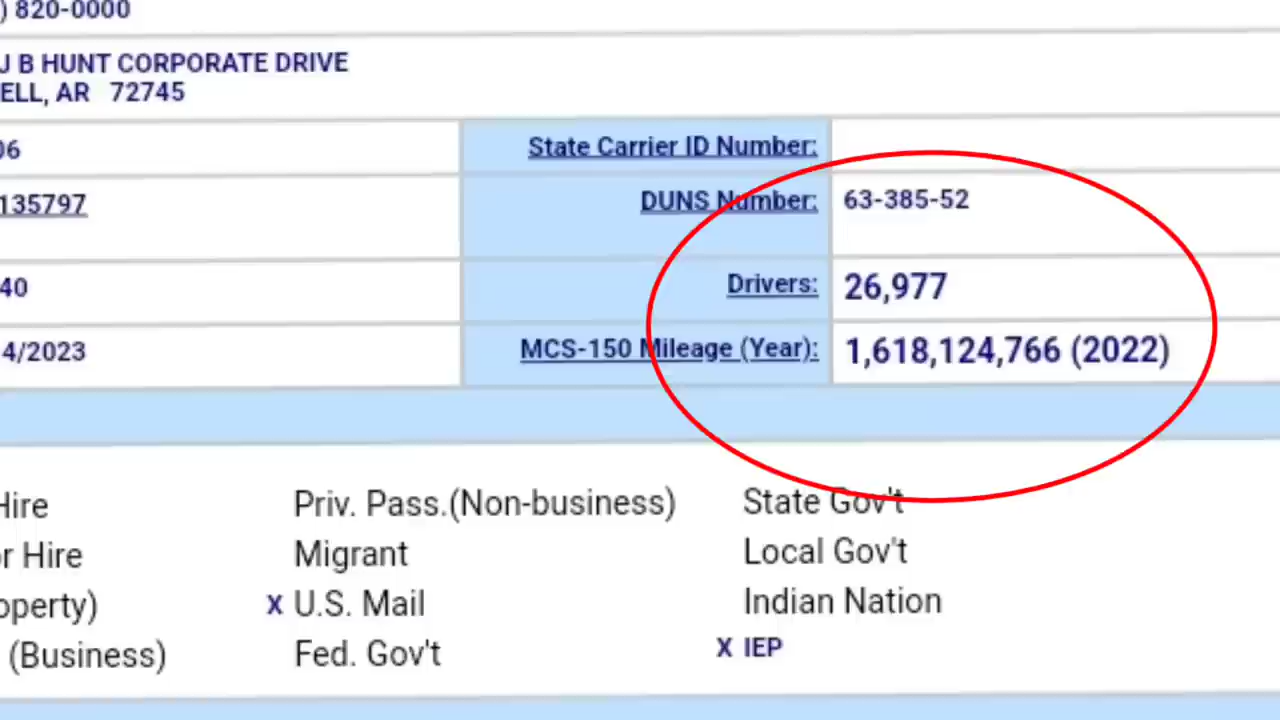 ) 820-0000
J B HUNT CORPORATE DRIVE
ELL, AR 72745
06 State Carrier ID Number:
135797 DUNS Number: 63-385-52
40 Drivers: 26,977
4/2023 MCS-150 Mileage (Year): 1,618,124,766 (2022)
Hire Priv. Pass.(Non-business) State Gov't
or Hire Migrant Local Gov't
operty) X U.S. Mail Indian Nation
(Business) Fed. Gov't X IEP